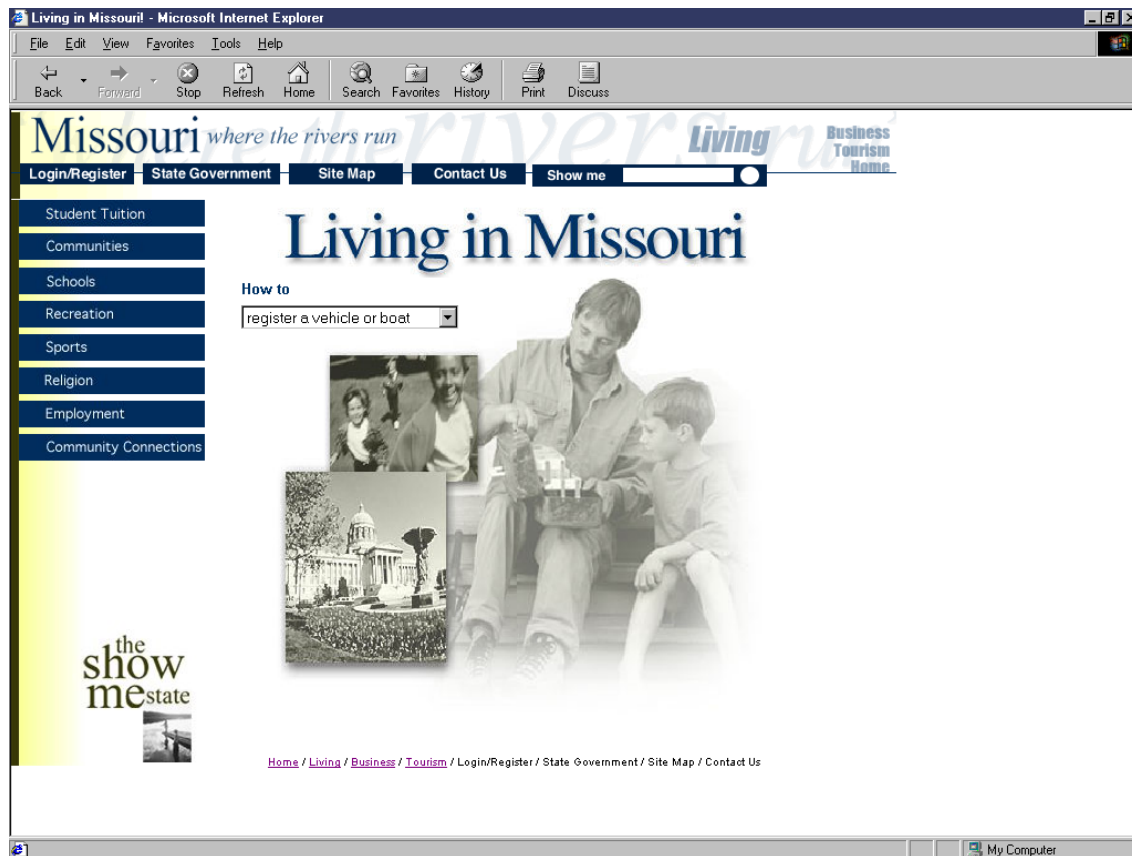 Living in Missouri! - Microsoft Internet Explorer
File Edit View Favorites Tools Help
Back Forward Stop Refresh Home Search Favorites History Print Discuss
where the rivers run
Missouri where the rivers run
Living
Business
Tourism
Home
Login/Register State Government Site Map Contact Us Show me
Student Tuition
Communities
Schools
Recreation
Sports
Religion
Employment
Community Connections
Living in Missouri
How to
register a vehicle or boat
the
show
me state
Home / Living / Business / Tourism / Login/Register / State Government / Site Map / Contact Us
My Computer